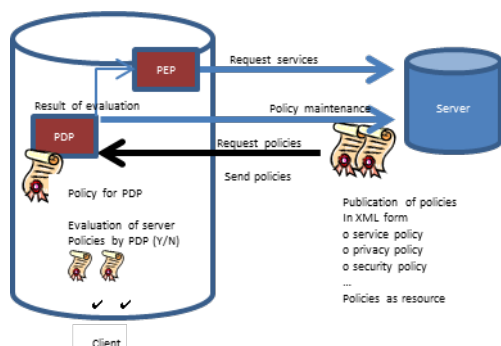 PEP
Request services
Result of evaluation
Policy maintenance
Server
PDP
Request policies
Send policies
Policy for PDP
Evaluation of server
Policies by PDP (Y/N)
Publication of policies
In XML form
o service policy
o privacy policy
o security policy
...
Policies as resource
Client